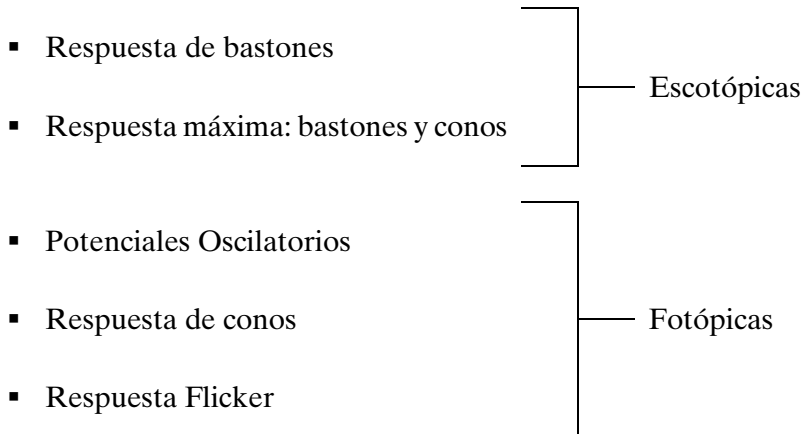 ▪ Respuesta de bastones
Escotópicas
▪ Respuesta máxima: bastones y conos
▪ Potenciales Oscilatorios
▪ Respuesta de conos
Fotópicas
▪ Respuesta Flicker